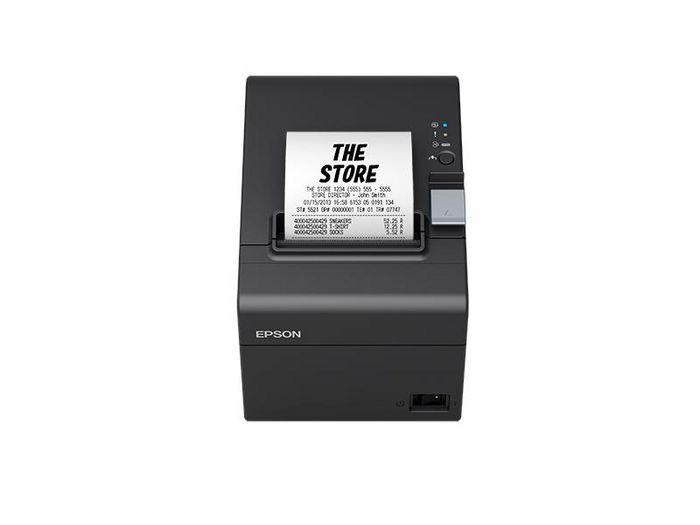 THE
STORE
THE STORE 1234 (555) 555 - 5555
STORE DIRECTOR - John Smith
01/15/2013 16:58 6153 05 0191 134
ST# 5521 OP# 00000001 TE# 01 TR# 07747
400042500429 SNEAKERS 52.25 R
400042500429 T-SHIRT 12.25 R
400042500429 SOCKS 5.52 R
EPSON